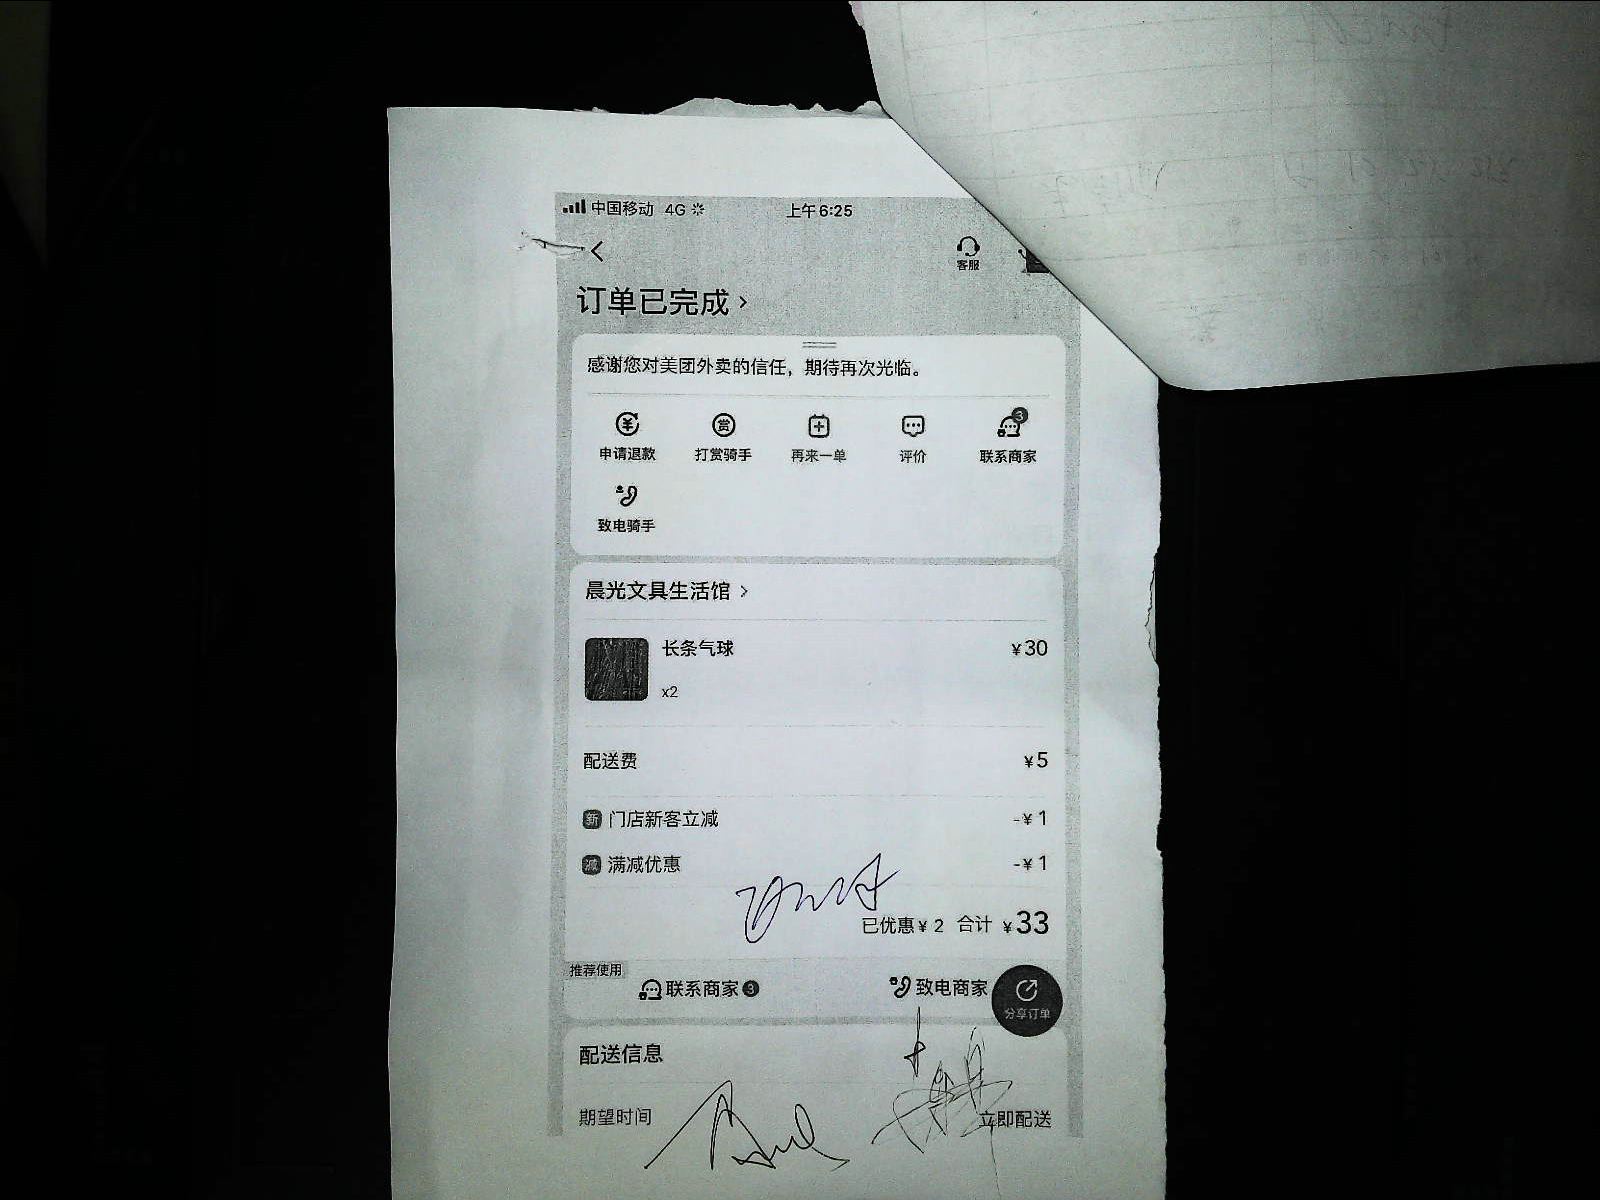 中国移动 4G 上午6:25
客服
订单已完成 >
感谢您对美团外卖的信任，期待再次光临。
申请退款 打赏骑手 再来一单 评价 联系商家 3
致电骑手
晨光文具生活馆 >
长条气球 ¥30
x2
配送费 ¥5
新 门店新客立减 -¥1
减 满减优惠 -¥1
已优惠¥2 合计 ¥33
推荐使用
联系商家 3 致电商家
分享订单
配送信息
期望时间 立即配送